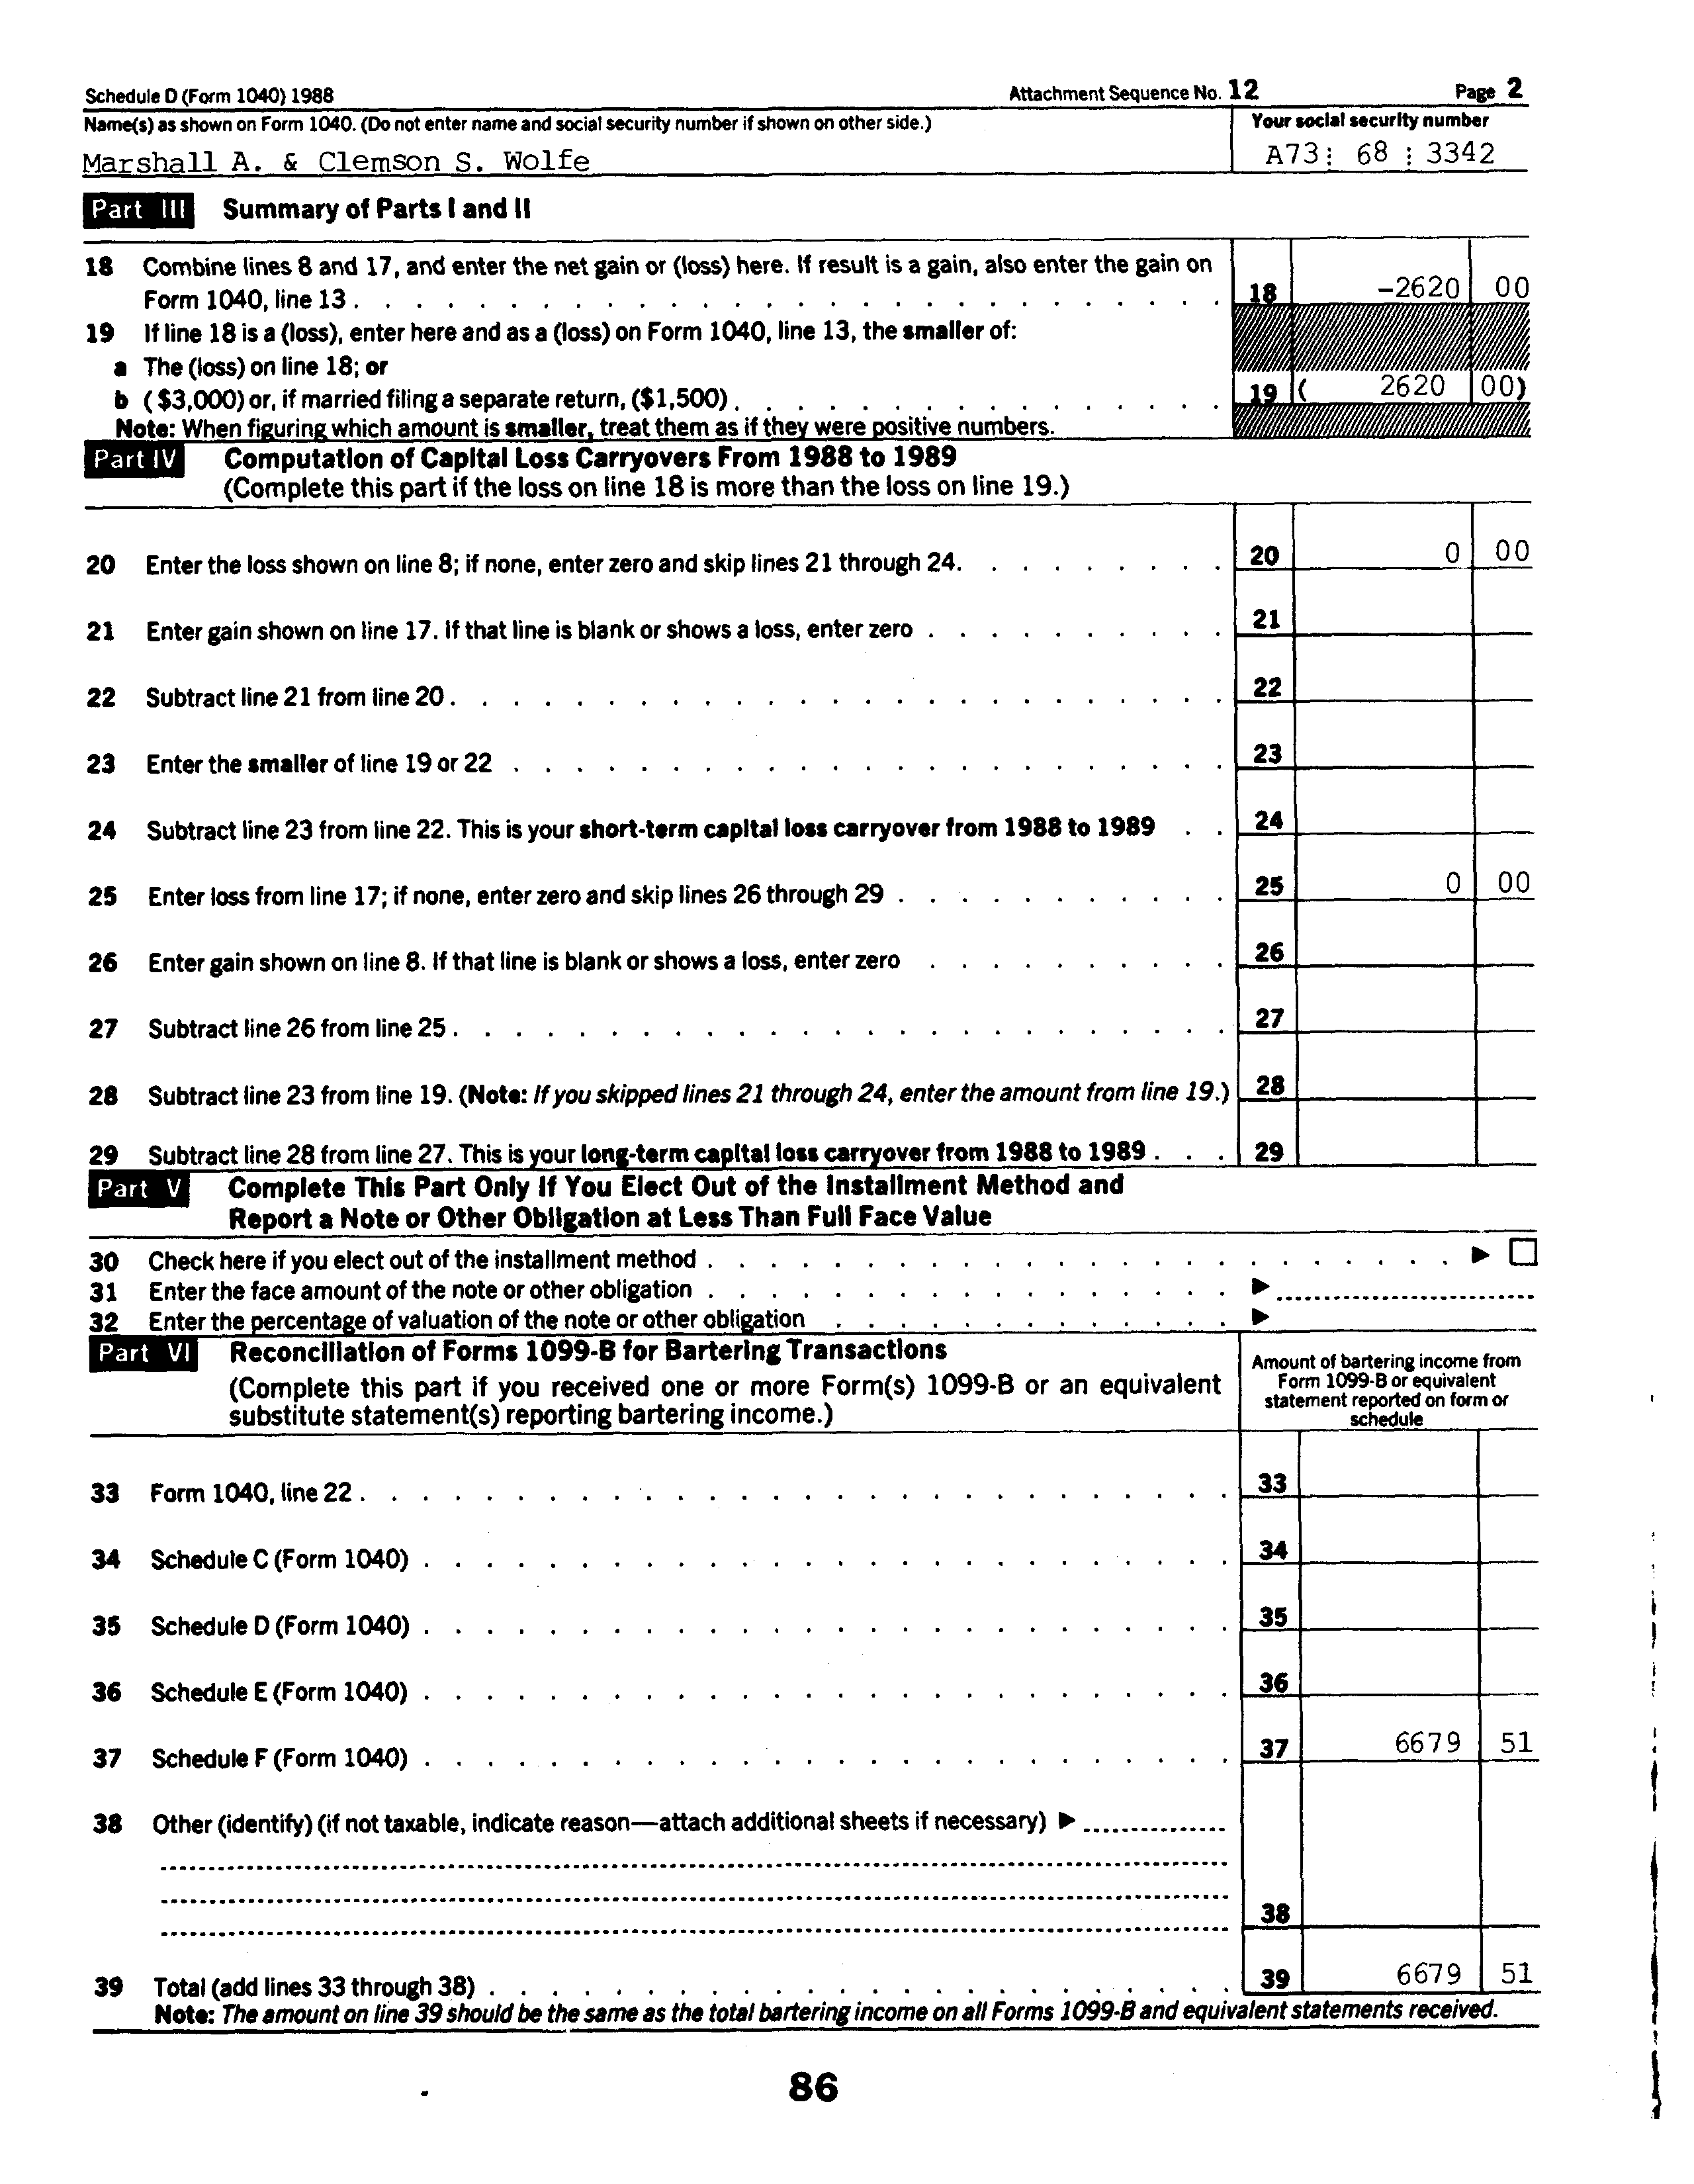 Schedule D (Form 1040) 1988 Attachment Sequence No. 12 Page 2
Name(s) as shown on Form 1040. (Do not enter name and social security number if shown on other side.) Your social security number
Marshall A. & Clemson S. Wolfe A73 68 3342
Part III Summary of Parts I and II
18 Combine lines 8 and 17, and enter the net gain or (loss) here. If result is a gain, also enter the gain on
Form 1040, line 13 . 18 -2620 00
19 If line 18 is a (loss), enter here and as a (loss) on Form 1040, line 13, the smaller of:
a The (loss) on line 18; or
b ($3,000) or, if married filing a separate return, ($1,500) . 19 ( 2620 00)
Note: When figuring which amount is smaller, treat them as if they were positive numbers.
Part IV Computation of Capital Loss Carryovers From 1988 to 1989
(Complete this part if the loss on line 18 is more than the loss on line 19.)
20 Enter the loss shown on line 8; if none, enter zero and skip lines 21 through 24. 20 0 00
21 Enter gain shown on line 17. If that line is blank or shows a loss, enter zero . 21
22 Subtract line 21 from line 20 . 22
23 Enter the smaller of line 19 or 22 . 23
24 Subtract line 23 from line 22. This is your short-term capital loss carryover from 1988 to 1989 . 24
25 Enter loss from line 17; if none, enter zero and skip lines 26 through 29 . 25 0 00
26 Enter gain shown on line 8. If that line is blank or shows a loss, enter zero . 26
27 Subtract line 26 from line 25 . 27
28 Subtract line 23 from line 19. (Note: If you skipped lines 21 through 24, enter the amount from line 19.) 28
29 Subtract line 28 from line 27. This is your long-term capital loss carryover from 1988 to 1989 . 29
Part V Complete This Part Only If You Elect Out of the Installment Method and
Report a Note or Other Obligation at Less Than Full Face Value
30 Check here if you elect out of the installment method . ▶ ☐
31 Enter the face amount of the note or other obligation . ▶
32 Enter the percentage of valuation of the note or other obligation . ▶
Part VI Reconciliation of Forms 1099-B for Bartering Transactions
(Complete this part if you received one or more Form(s) 1099-B or an equivalent
substitute statement(s) reporting bartering income.)
Amount of bartering income from
Form 1099-B or equivalent
statement reported on form or
schedule
33 Form 1040, line 22 . 33
34 Schedule C (Form 1040) . 34
35 Schedule D (Form 1040) . 35
36 Schedule E (Form 1040) . 36
37 Schedule F (Form 1040) . 37 6679 51
38 Other (identify) (if not taxable, indicate reason—attach additional sheets if necessary) ▶
38
39 Total (add lines 33 through 38) . 39 6679 51
Note: The amount on line 39 should be the same as the total bartering income on all Forms 1099-B and equivalent statements received.
86